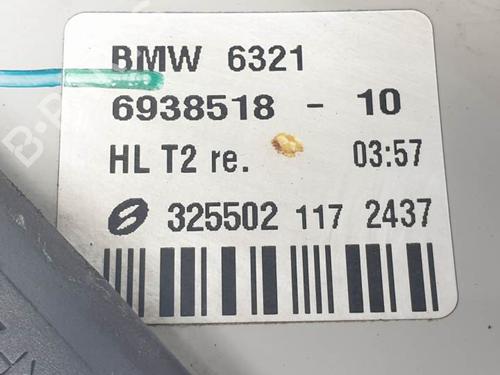 BMW 6321
6938518 - 10
HL T2 re. 03:57
325502 117 2437